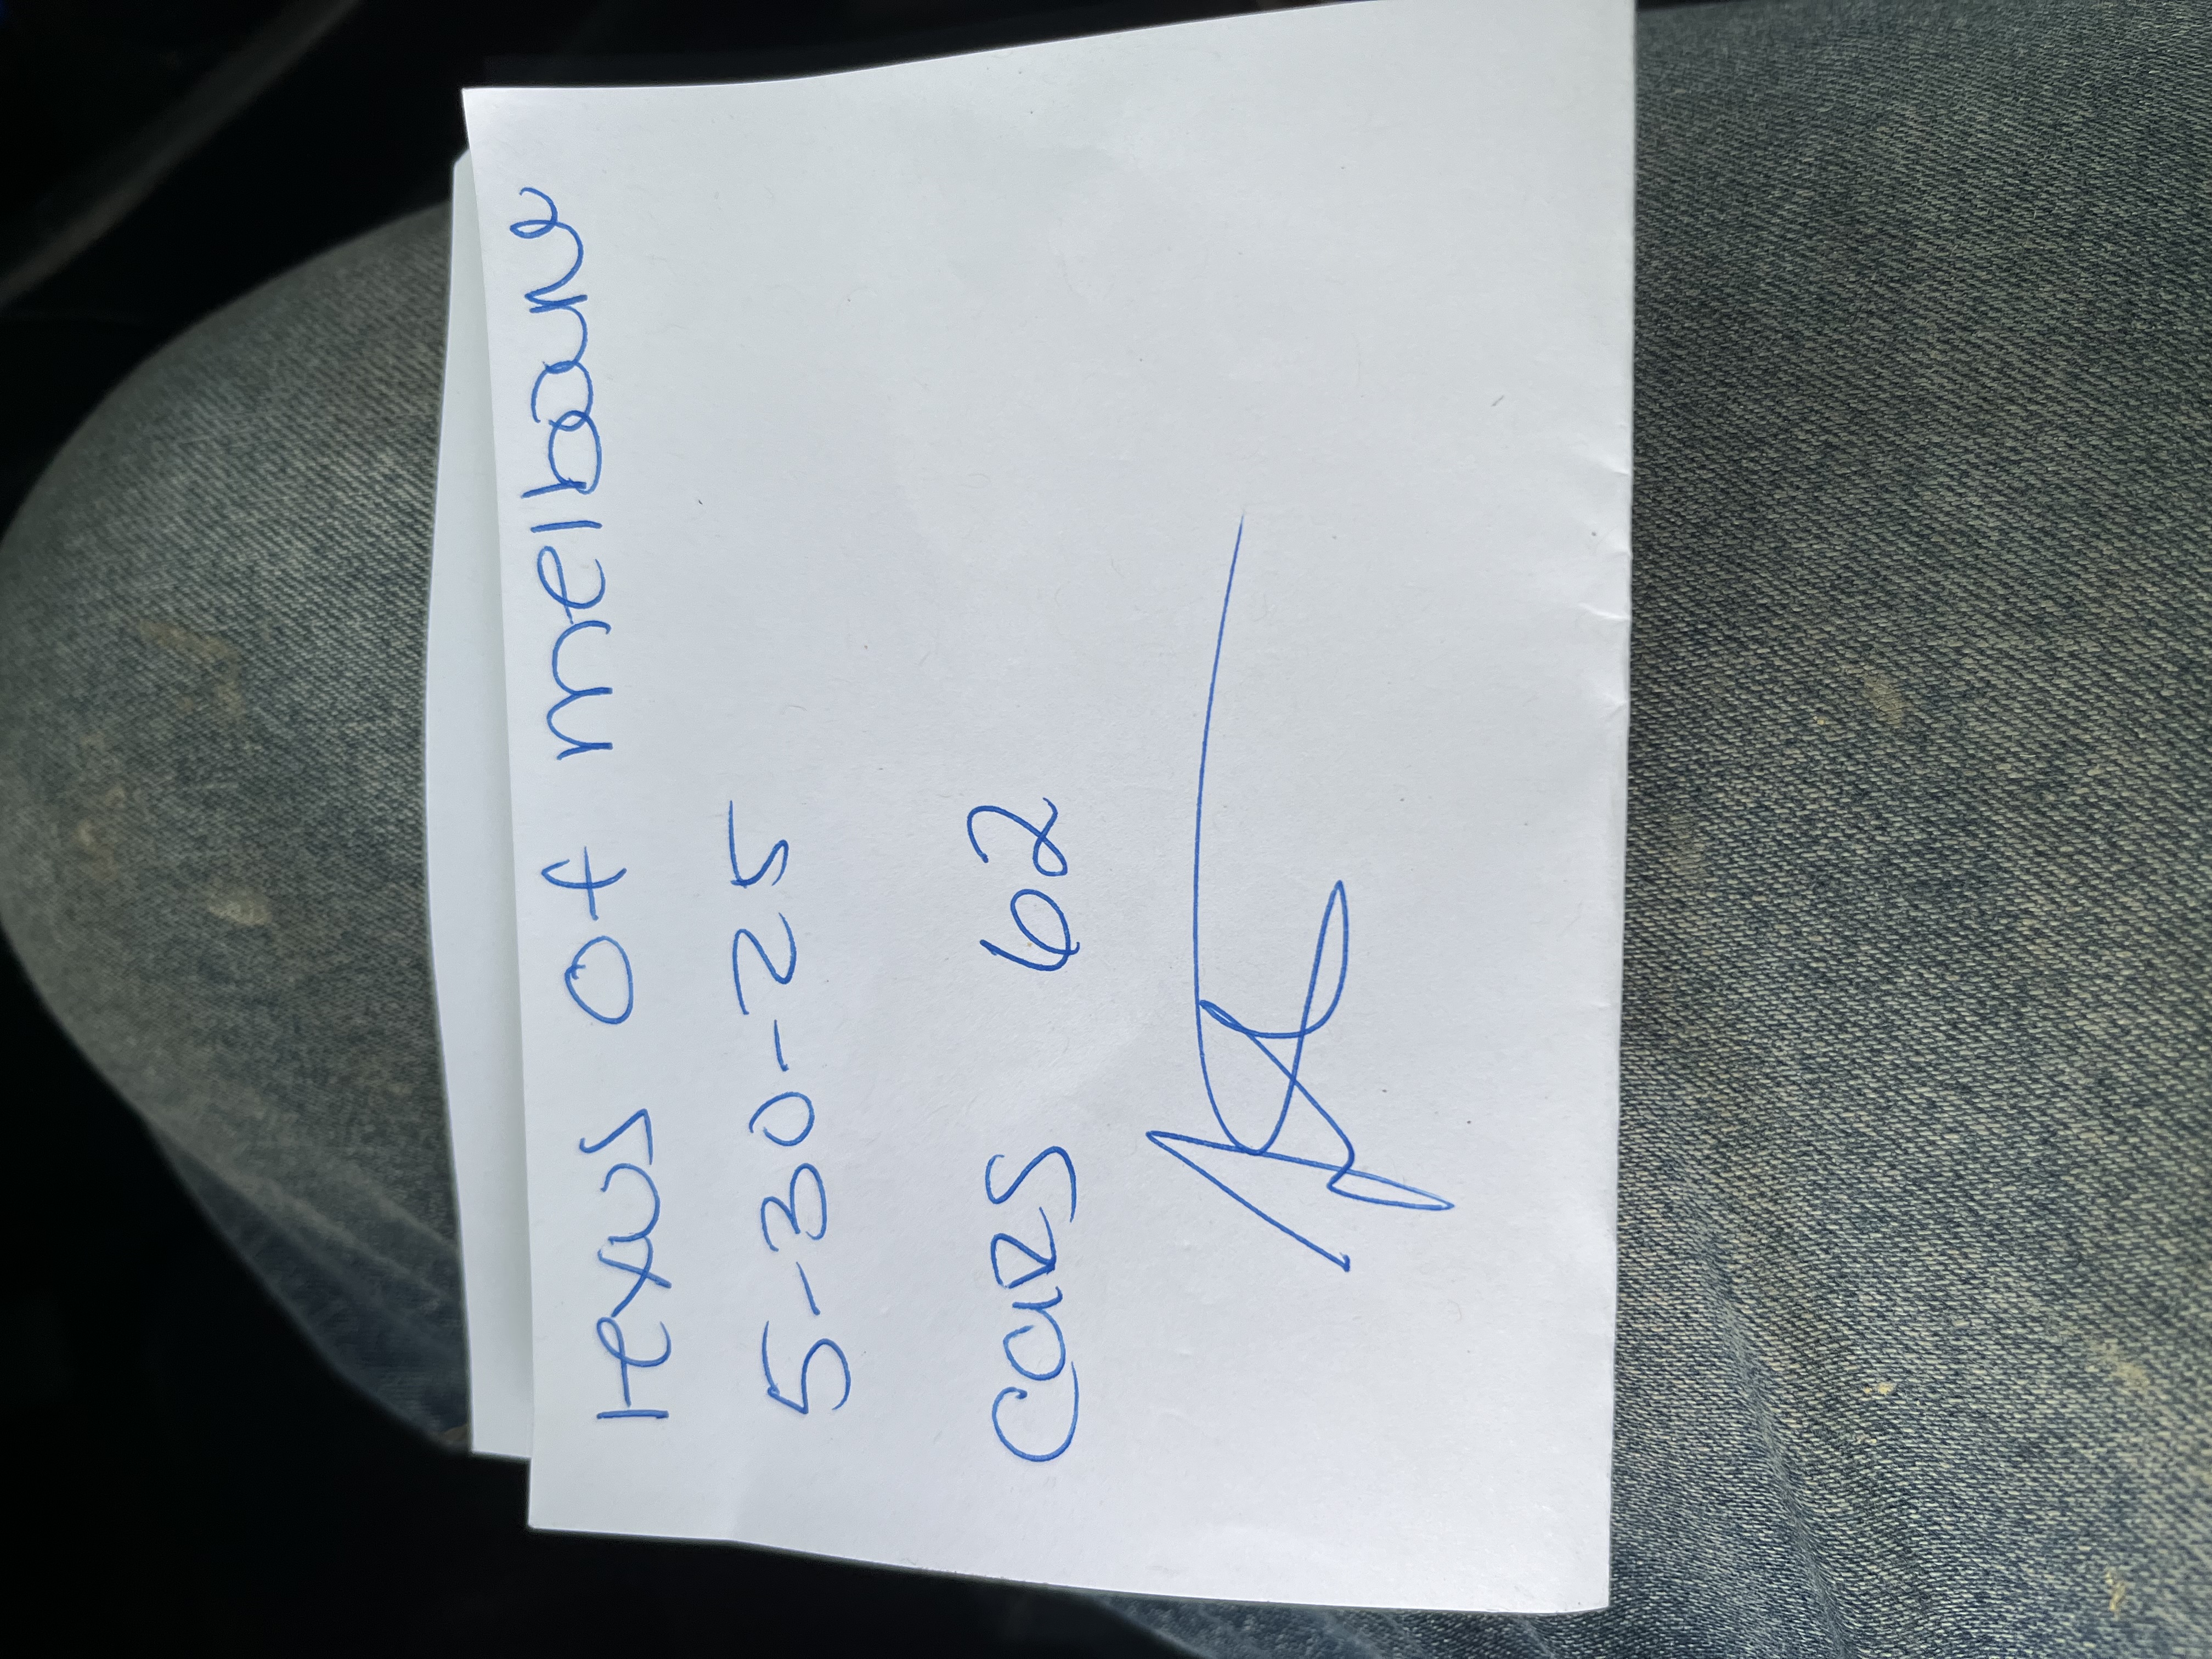 lexus of melbourne
5-30-25
CARS 62